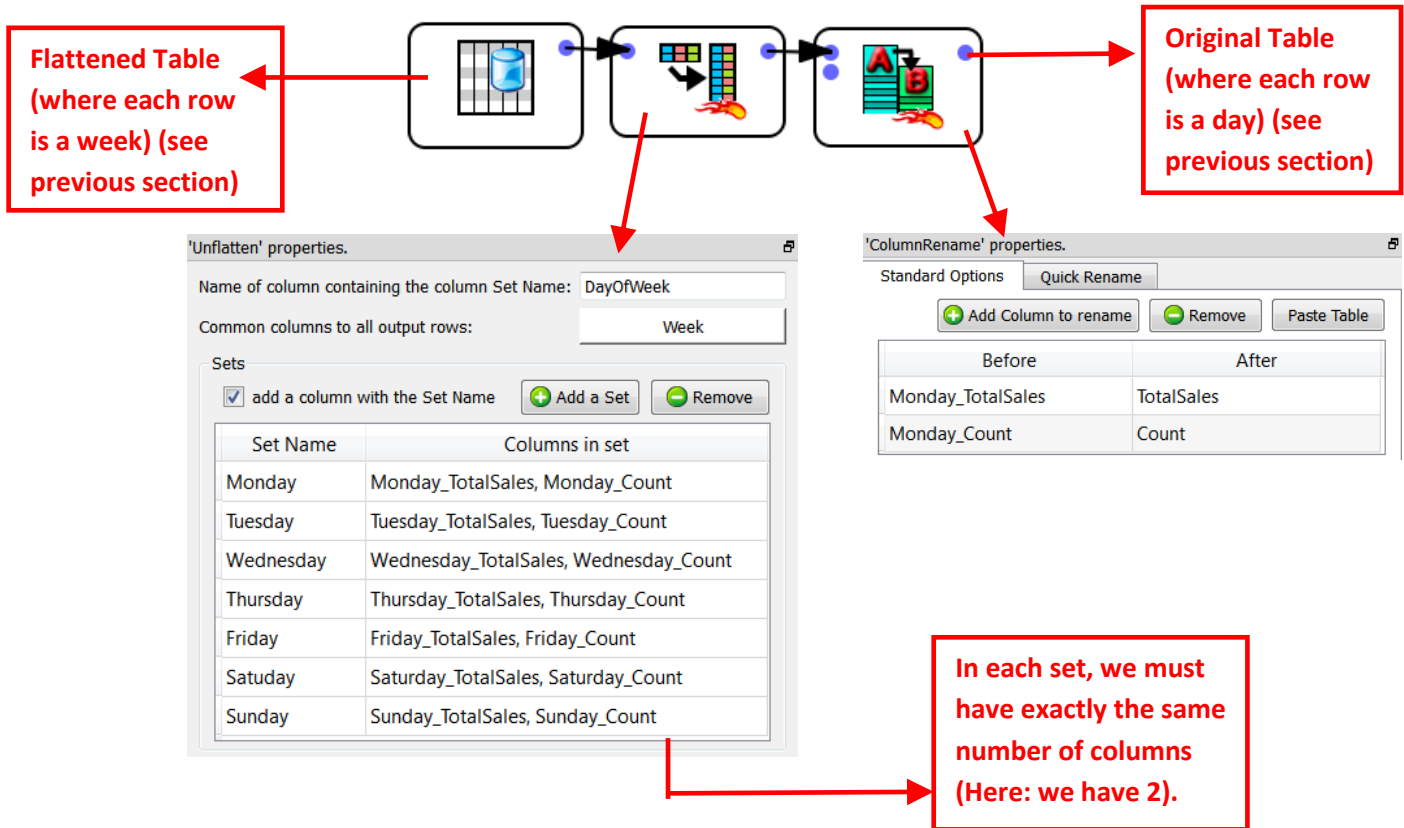 Flattened Table
(where each row
is a week) (see
previous section)
A
B
Original Table
(where each row
is a day) (see
previous section)
'Unflatten' properties.
Name of column containing the column Set Name: DayOfWeek
Common columns to all output rows: Week
Sets
add a column with the Set Name Add a Set Remove
Set Name Columns in set
Monday Monday_TotalSales, Monday_Count
Tuesday Tuesday_TotalSales, Tuesday_Count
Wednesday Wednesday_TotalSales, Wednesday_Count
Thursday Thursday_TotalSales, Thursday_Count
Friday Friday_TotalSales, Friday_Count
Satuday Saturday_TotalSales, Saturday_Count
Sunday Sunday_TotalSales, Sunday_Count
'ColumnRename' properties.
Standard Options Quick Rename
Add Column to rename Remove Paste Table
Before After
Monday_TotalSales TotalSales
Monday_Count Count
In each set, we must
have exactly the same
number of columns
(Here: we have 2).